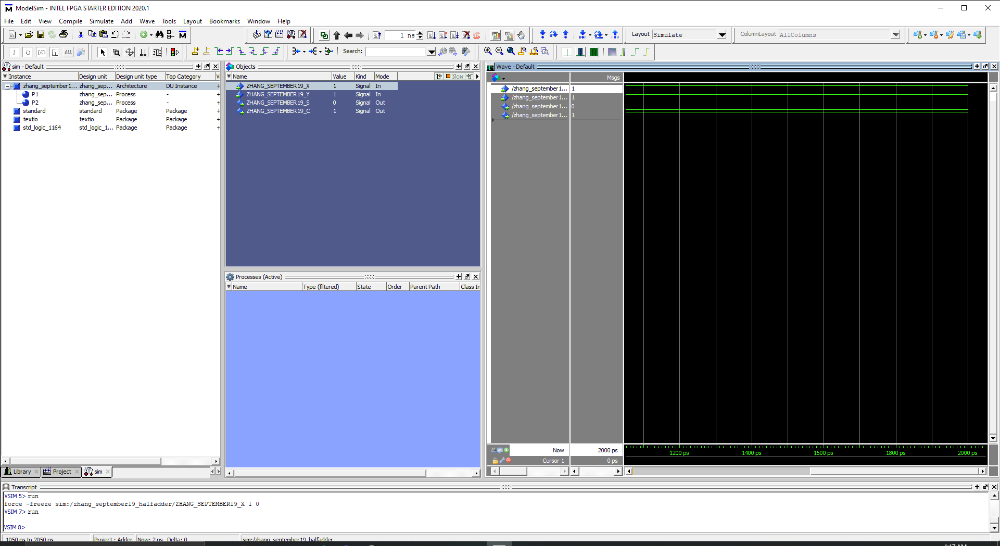 ModelSim - INTEL FPGA STARTER EDITION 2020.1
File Edit View Compile Simulate Add Wave Tools Layout Bookmarks Window Help
1 ns
Layout Simulate
ColumnLayout AllColumns
Search:
sim - Default
Instance Design unit Design unit type Top Category V
zhang_september1... zhang_sep... Architecture DU Instance +
P1 zhang_sep... Process - +
P2 zhang_sep... Process - +
standard standard Package Package +
textio textio Package Package +
std_logic_1164 std_logic_1... Package Package +
Library Project sim
Objects
Name Value Kind Mode Now
ZHANG_SEPTEMBER19_X 1 Signal In
ZHANG_SEPTEMBER19_Y 1 Signal In
ZHANG_SEPTEMBER19_S 0 Signal Out
ZHANG_SEPTEMBER19_C 1 Signal Out
Processes (Active)
Name Type (filtered) State Order Parent Path Class In
Wave - Default
Msgs
/zhang_september1... 1
/zhang_september1... 1
/zhang_september1... 0
/zhang_september1... 1
Now 2000 ps
Cursor 1 0 ps
1200 ps 1400 ps 1600 ps 1800 ps 2000 ps
Transcript
VSIM 5> run
force -freeze sim:/zhang_september19_halfadder/ZHANG_SEPTEMBER19_X 1 0
VSIM 7> run
VSIM 8>
1050 ps to 2050 ps Project : Adder Now: 2 ns Delta: 0 sim:/zhang_september19_halfadder
1:17 AM